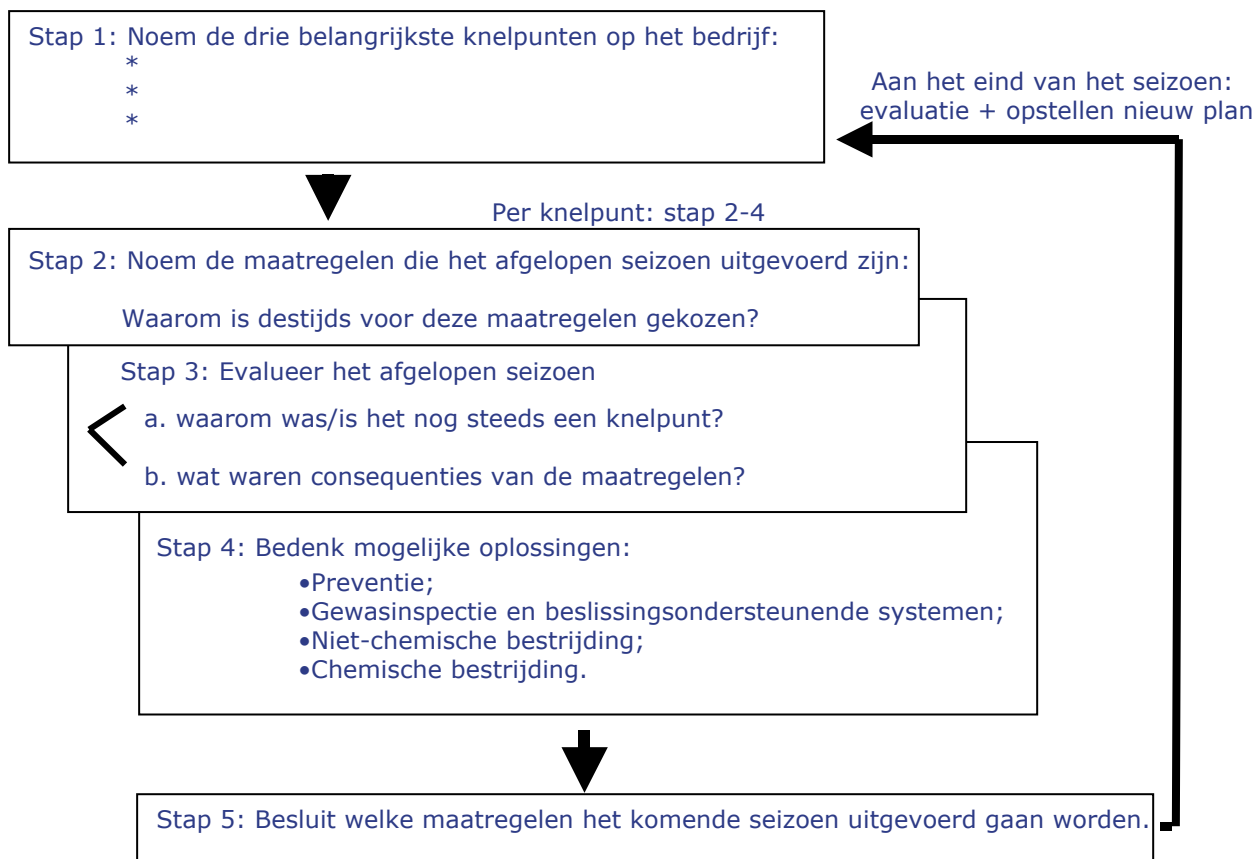 Stap 1: Noem de drie belangrijkste knelpunten op het bedrijf:
*
*
*
Aan het eind van het seizoen:
evaluatie + opstellen nieuw plan
Per knelpunt: stap 2-4
Stap 2: Noem de maatregelen die het afgelopen seizoen uitgevoerd zijn:
Waarom is destijds voor deze maatregelen gekozen?
Stap 3: Evalueer het afgelopen seizoen
a. waarom was/is het nog steeds een knelpunt?
b. wat waren consequenties van de maatregelen?
Stap 4: Bedenk mogelijke oplossingen:
•Preventie;
•Gewasinspectie en beslissingsondersteunende systemen;
•Niet-chemische bestrijding;
•Chemische bestrijding.
Stap 5: Besluit welke maatregelen het komende seizoen uitgevoerd gaan worden.